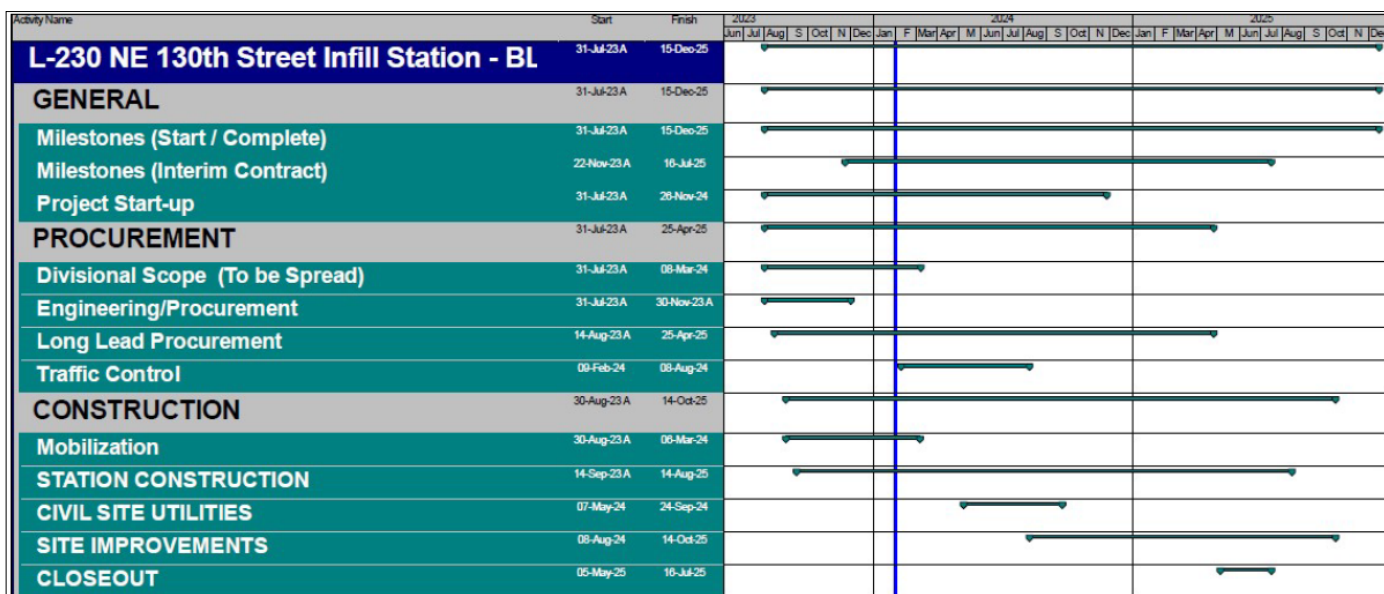 Activity Name Start Finish 2023 2024 2025
Jun Jul Aug S Oct N Dec Jan F Mar Apr M Jun Jul Aug S Oct N Dec Jan F Mar Apr M Jun Jul Aug S Oct N De
L-230 NE 130th Street Infill Station - BL 31-Jul-23 A 15-Dec-25
GENERAL 31-Jul-23 A 15-Dec-25
Milestones (Start / Complete) 31-Jul-23 A 15-Dec-25
Milestones (Interim Contract) 22-Nov-23 A 16-Jul-25
Project Start-up 31-Jul-23 A 26-Nov-24
PROCUREMENT 31-Jul-23 A 25-Apr-25
Divisional Scope (To be Spread) 31-Jul-23 A 08-Mar-24
Engineering/Procurement 31-Jul-23 A 30-Nov-23 A
Long Lead Procurement 14-Aug-23 A 25-Apr-25
Traffic Control 09-Feb-24 08-Aug-24
CONSTRUCTION 30-Aug-23 A 14-Oct-25
Mobilization 30-Aug-23 A 06-Mar-24
STATION CONSTRUCTION 14-Sep-23 A 14-Aug-25
CIVIL SITE UTILITIES 07-May-24 24-Sep-24
SITE IMPROVEMENTS 08-Aug-24 14-Oct-25
CLOSEOUT 05-May-25 16-Jul-25